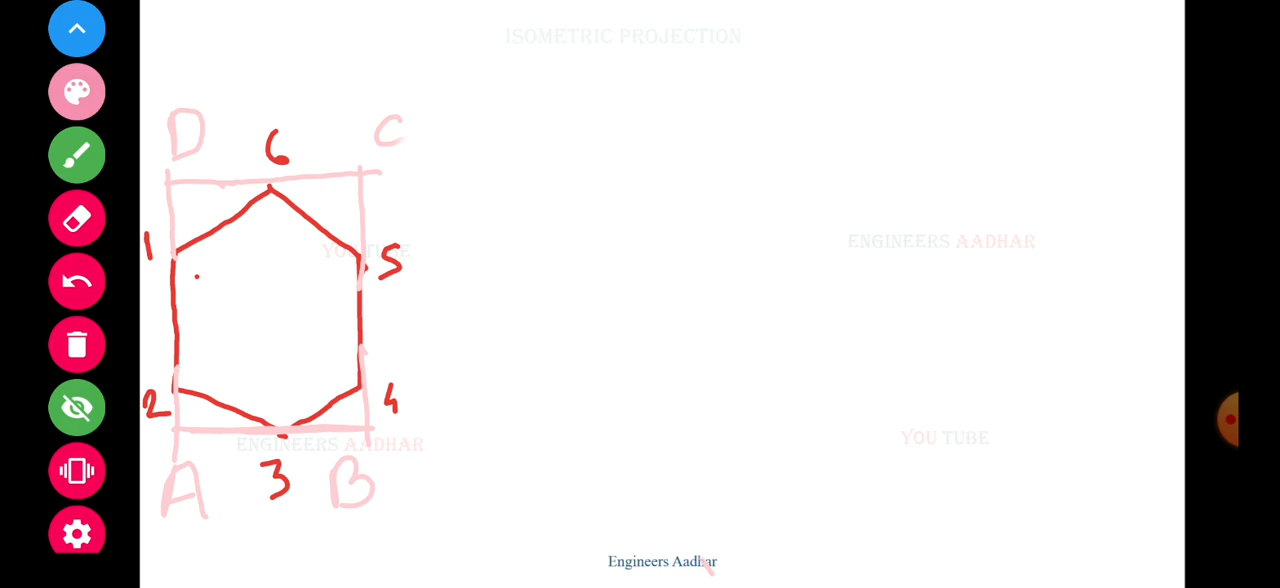 ISOMETRIC PROJECTION
D 6 C
1 YOU TUBE 5
ENGINEERS AADHAR
2 4
ENGINEERS AADHAR
YOU TUBE
A 3 B
Engineers Aadhar